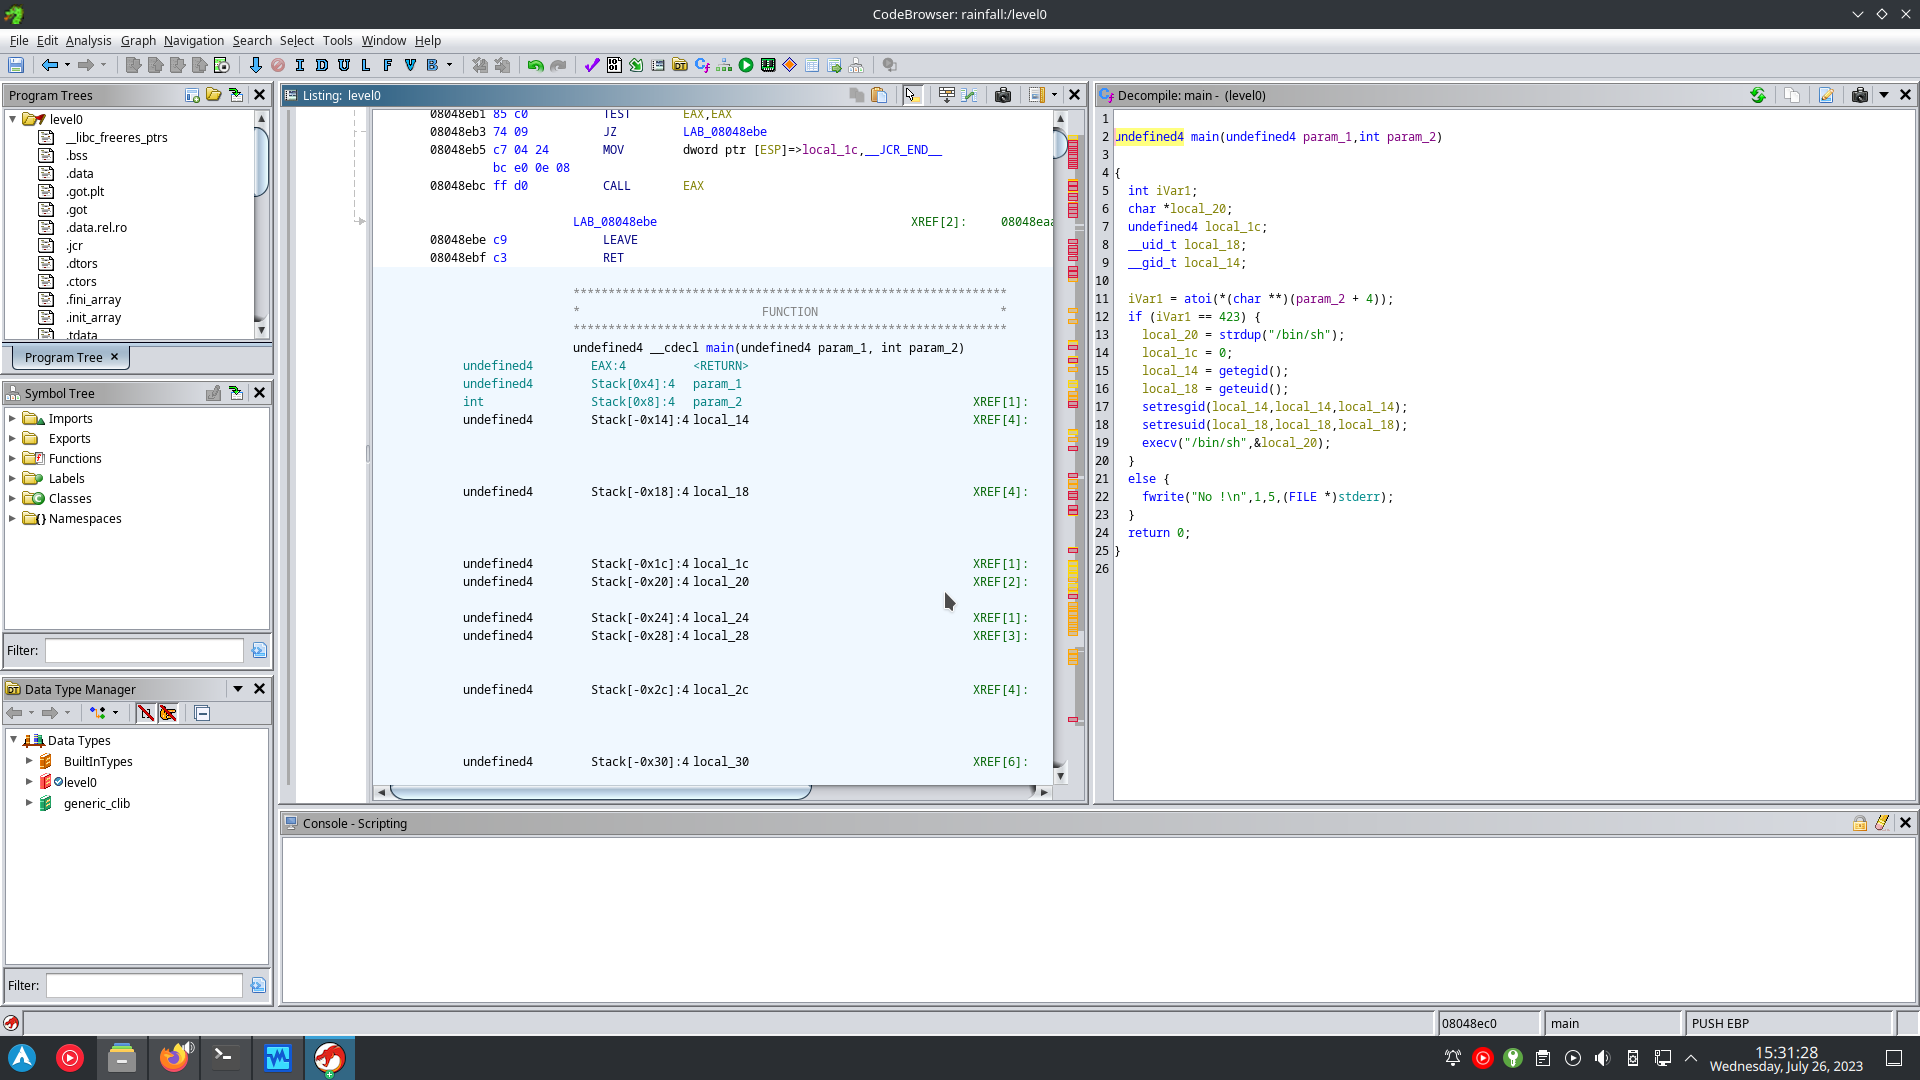 CodeBrowser: rainfall:/level0
File Edit Analysis Graph Navigation Search Select Tools Window Help
I D U L F V B
Program Trees
level0
__libc_freeres_ptrs
.bss
.data
.got.plt
.got
.data.rel.ro
.jcr
.dtors
.ctors
.fini_array
.init_array
.tdata
Program Tree ×
Symbol Tree
Imports
Exports
Functions
Labels
Classes
Namespaces
Filter:
Data Type Manager
Data Types
BuiltInTypes
level0
generic_clib
Filter:
Listing: level0
08048eb1 85 c0 TEST EAX,EAX
08048eb3 74 09 JZ LAB_08048ebe
08048eb5 c7 04 24 MOV dword ptr [ESP]=>local_1c,__JCR_END__
bc e0 0e 08
08048ebc ff d0 CALL EAX
LAB_08048ebe XREF[2]: 08048eaa
08048ebe c9 LEAVE
08048ebf c3 RET
**************************************************************
* FUNCTION *
**************************************************************
undefined4 __cdecl main(undefined4 param_1, int param_2)
undefined4 EAX:4 <RETURN>
undefined4 Stack[0x4]:4 param_1
int Stack[0x8]:4 param_2 XREF[1]:
undefined4 Stack[-0x14]:4 local_14 XREF[4]:
undefined4 Stack[-0x18]:4 local_18 XREF[4]:
undefined4 Stack[-0x1c]:4 local_1c XREF[1]:
undefined4 Stack[-0x20]:4 local_20 XREF[2]:
undefined4 Stack[-0x24]:4 local_24 XREF[1]:
undefined4 Stack[-0x28]:4 local_28 XREF[3]:
undefined4 Stack[-0x2c]:4 local_2c XREF[4]:
undefined4 Stack[-0x30]:4 local_30 XREF[6]:
Decompile: main - (level0)
1
2 undefined4 main(undefined4 param_1,int param_2)
3
4 {
5 int iVar1;
6 char *local_20;
7 undefined4 local_1c;
8 __uid_t local_18;
9 __gid_t local_14;
10
11 iVar1 = atoi(*(char **)(param_2 + 4));
12 if (iVar1 == 423) {
13 local_20 = strdup("/bin/sh");
14 local_1c = 0;
15 local_14 = getegid();
16 local_18 = geteuid();
17 setresgid(local_14,local_14,local_14);
18 setresuid(local_18,local_18,local_18);
19 execv("/bin/sh",&local_20);
20 }
21 else {
22 fwrite("No !\n",1,5,(FILE *)stderr);
23 }
24 return 0;
25 }
26
Console - Scripting
08048ec0 main PUSH EBP
15:31:28
Wednesday, July 26, 2023